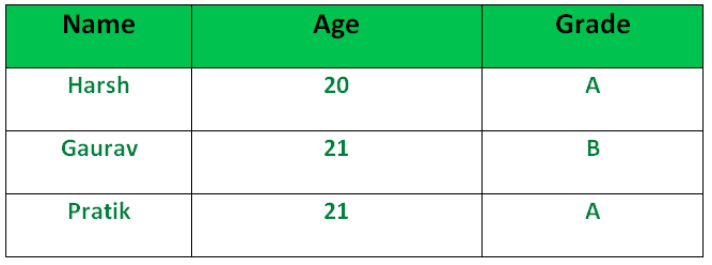 Name Age Grade
Harsh 20 A
Gaurav 21 B
Pratik 21 A